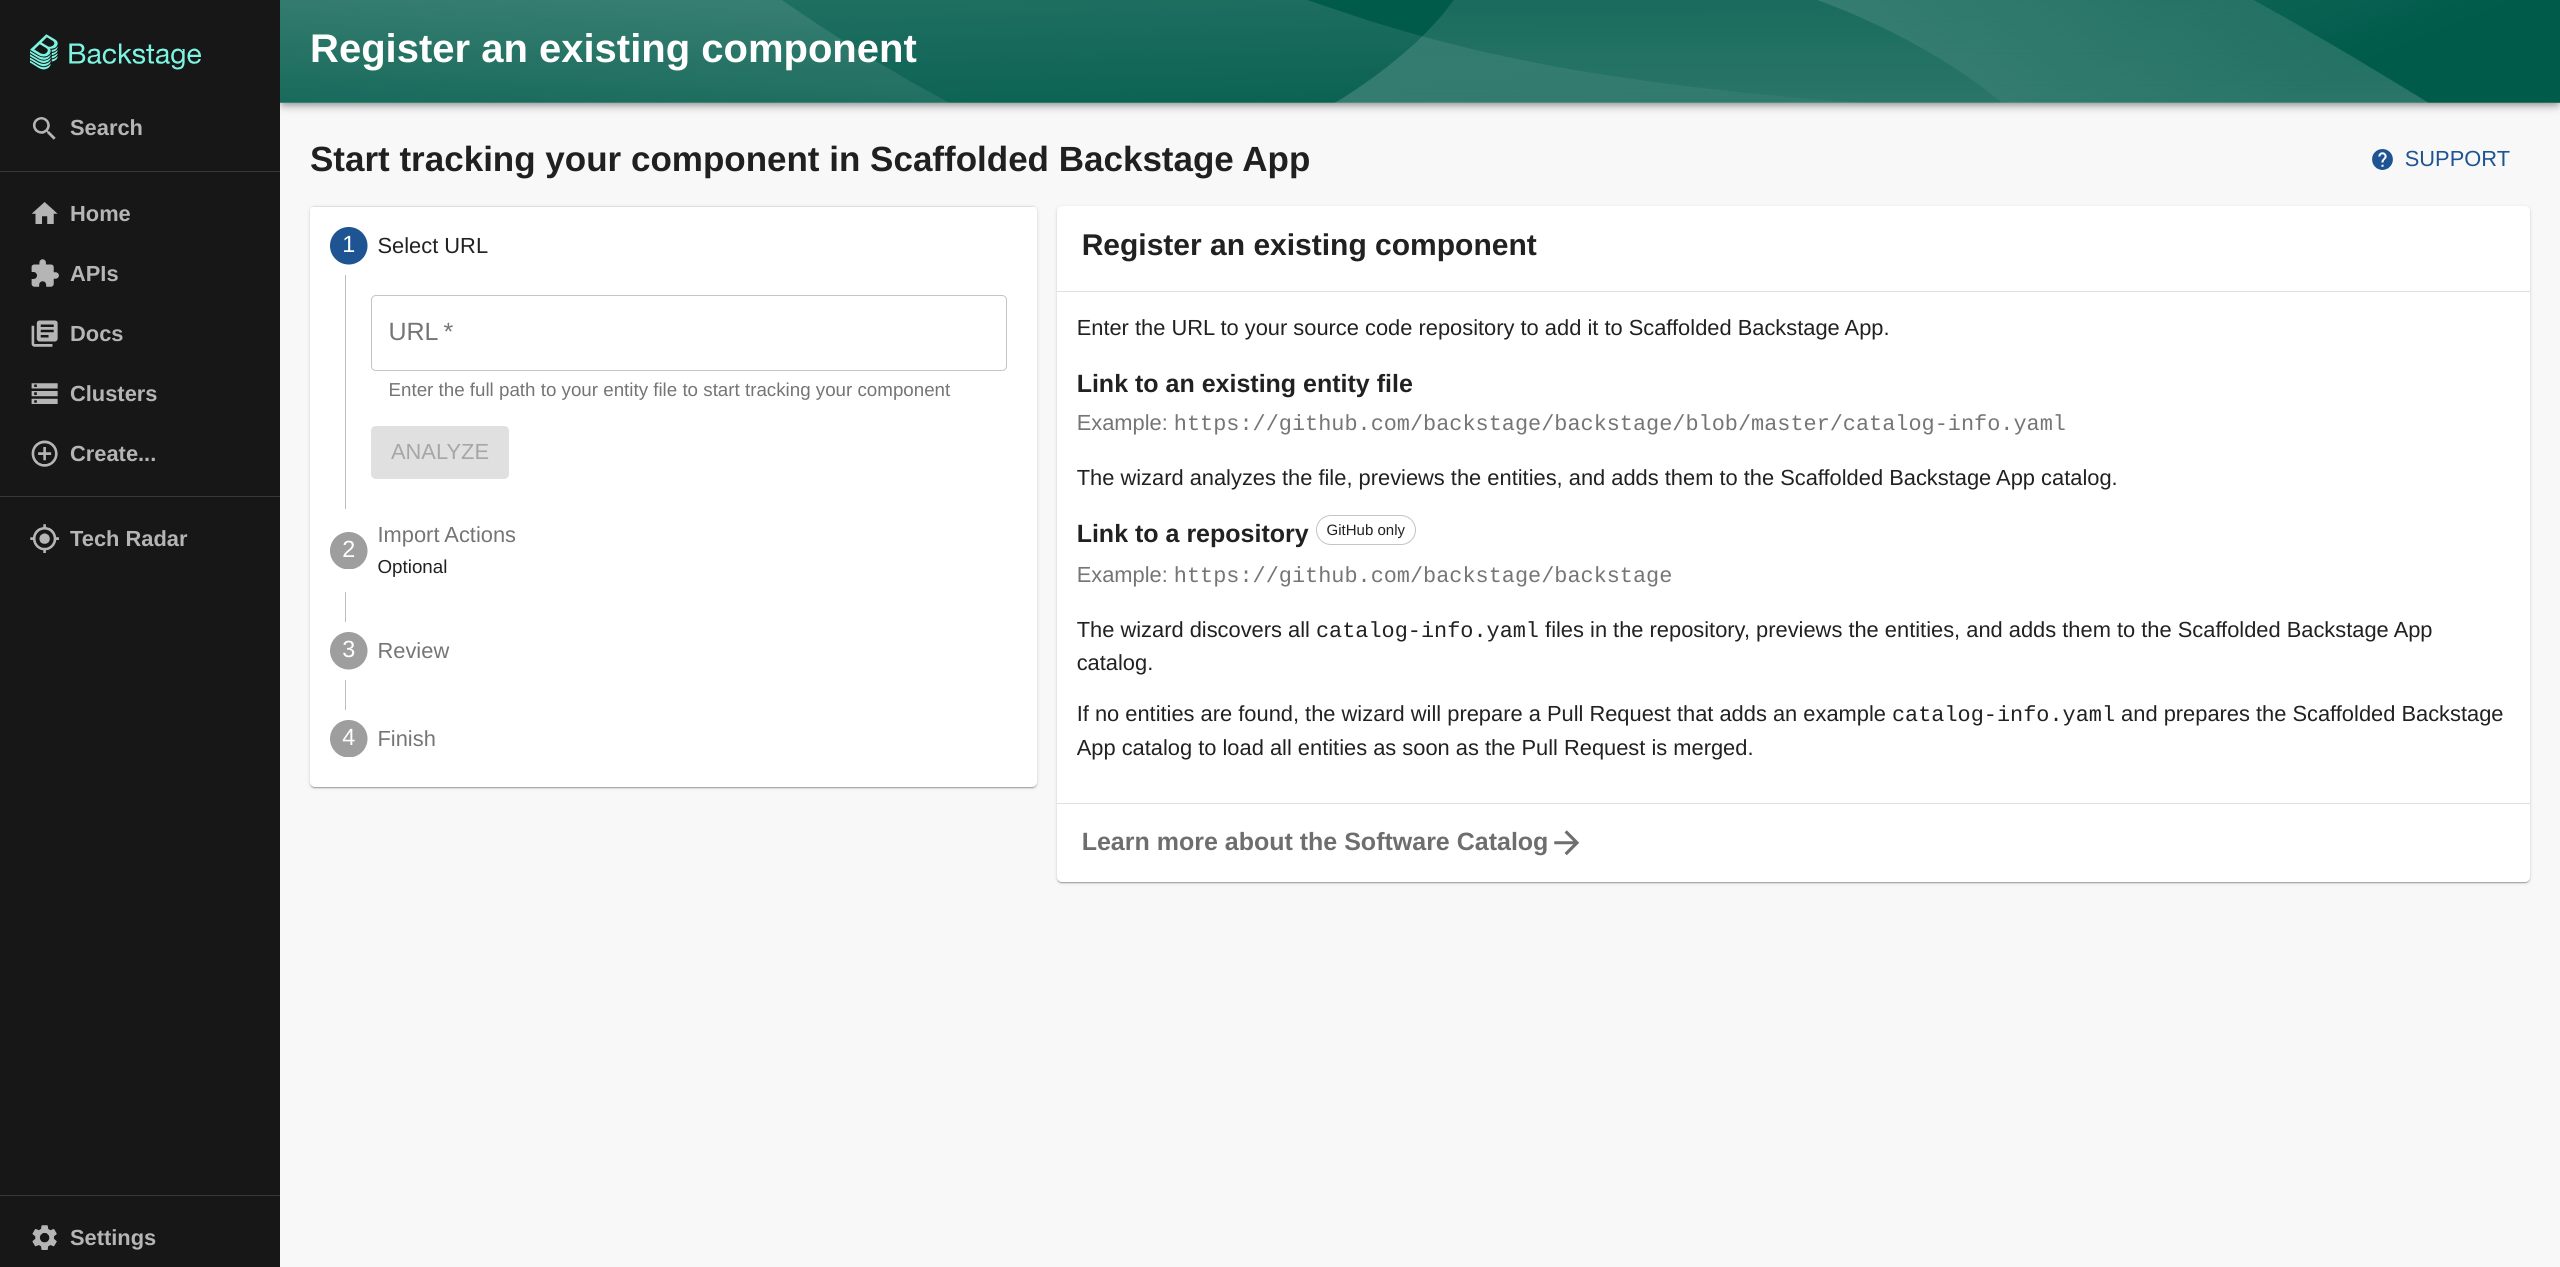 Backstage
Search
Home
APIs
Docs
Clusters
Create...
Tech Radar
Settings
Register an existing component
Start tracking your component in Scaffolded Backstage App
SUPPORT
1 Select URL
URL *
Enter the full path to your entity file to start tracking your component
ANALYZE
2 Import Actions
Optional
3 Review
4 Finish
Register an existing component
Enter the URL to your source code repository to add it to Scaffolded Backstage App.
Link to an existing entity file
Example: https://github.com/backstage/backstage/blob/master/catalog-info.yaml
The wizard analyzes the file, previews the entities, and adds them to the Scaffolded Backstage App catalog.
Link to a repository GitHub only
Example: https://github.com/backstage/backstage
The wizard discovers all catalog-info.yaml files in the repository, previews the entities, and adds them to the Scaffolded Backstage App
catalog.
If no entities are found, the wizard will prepare a Pull Request that adds an example catalog-info.yaml and prepares the Scaffolded Backstage
App catalog to load all entities as soon as the Pull Request is merged.
Learn more about the Software Catalog